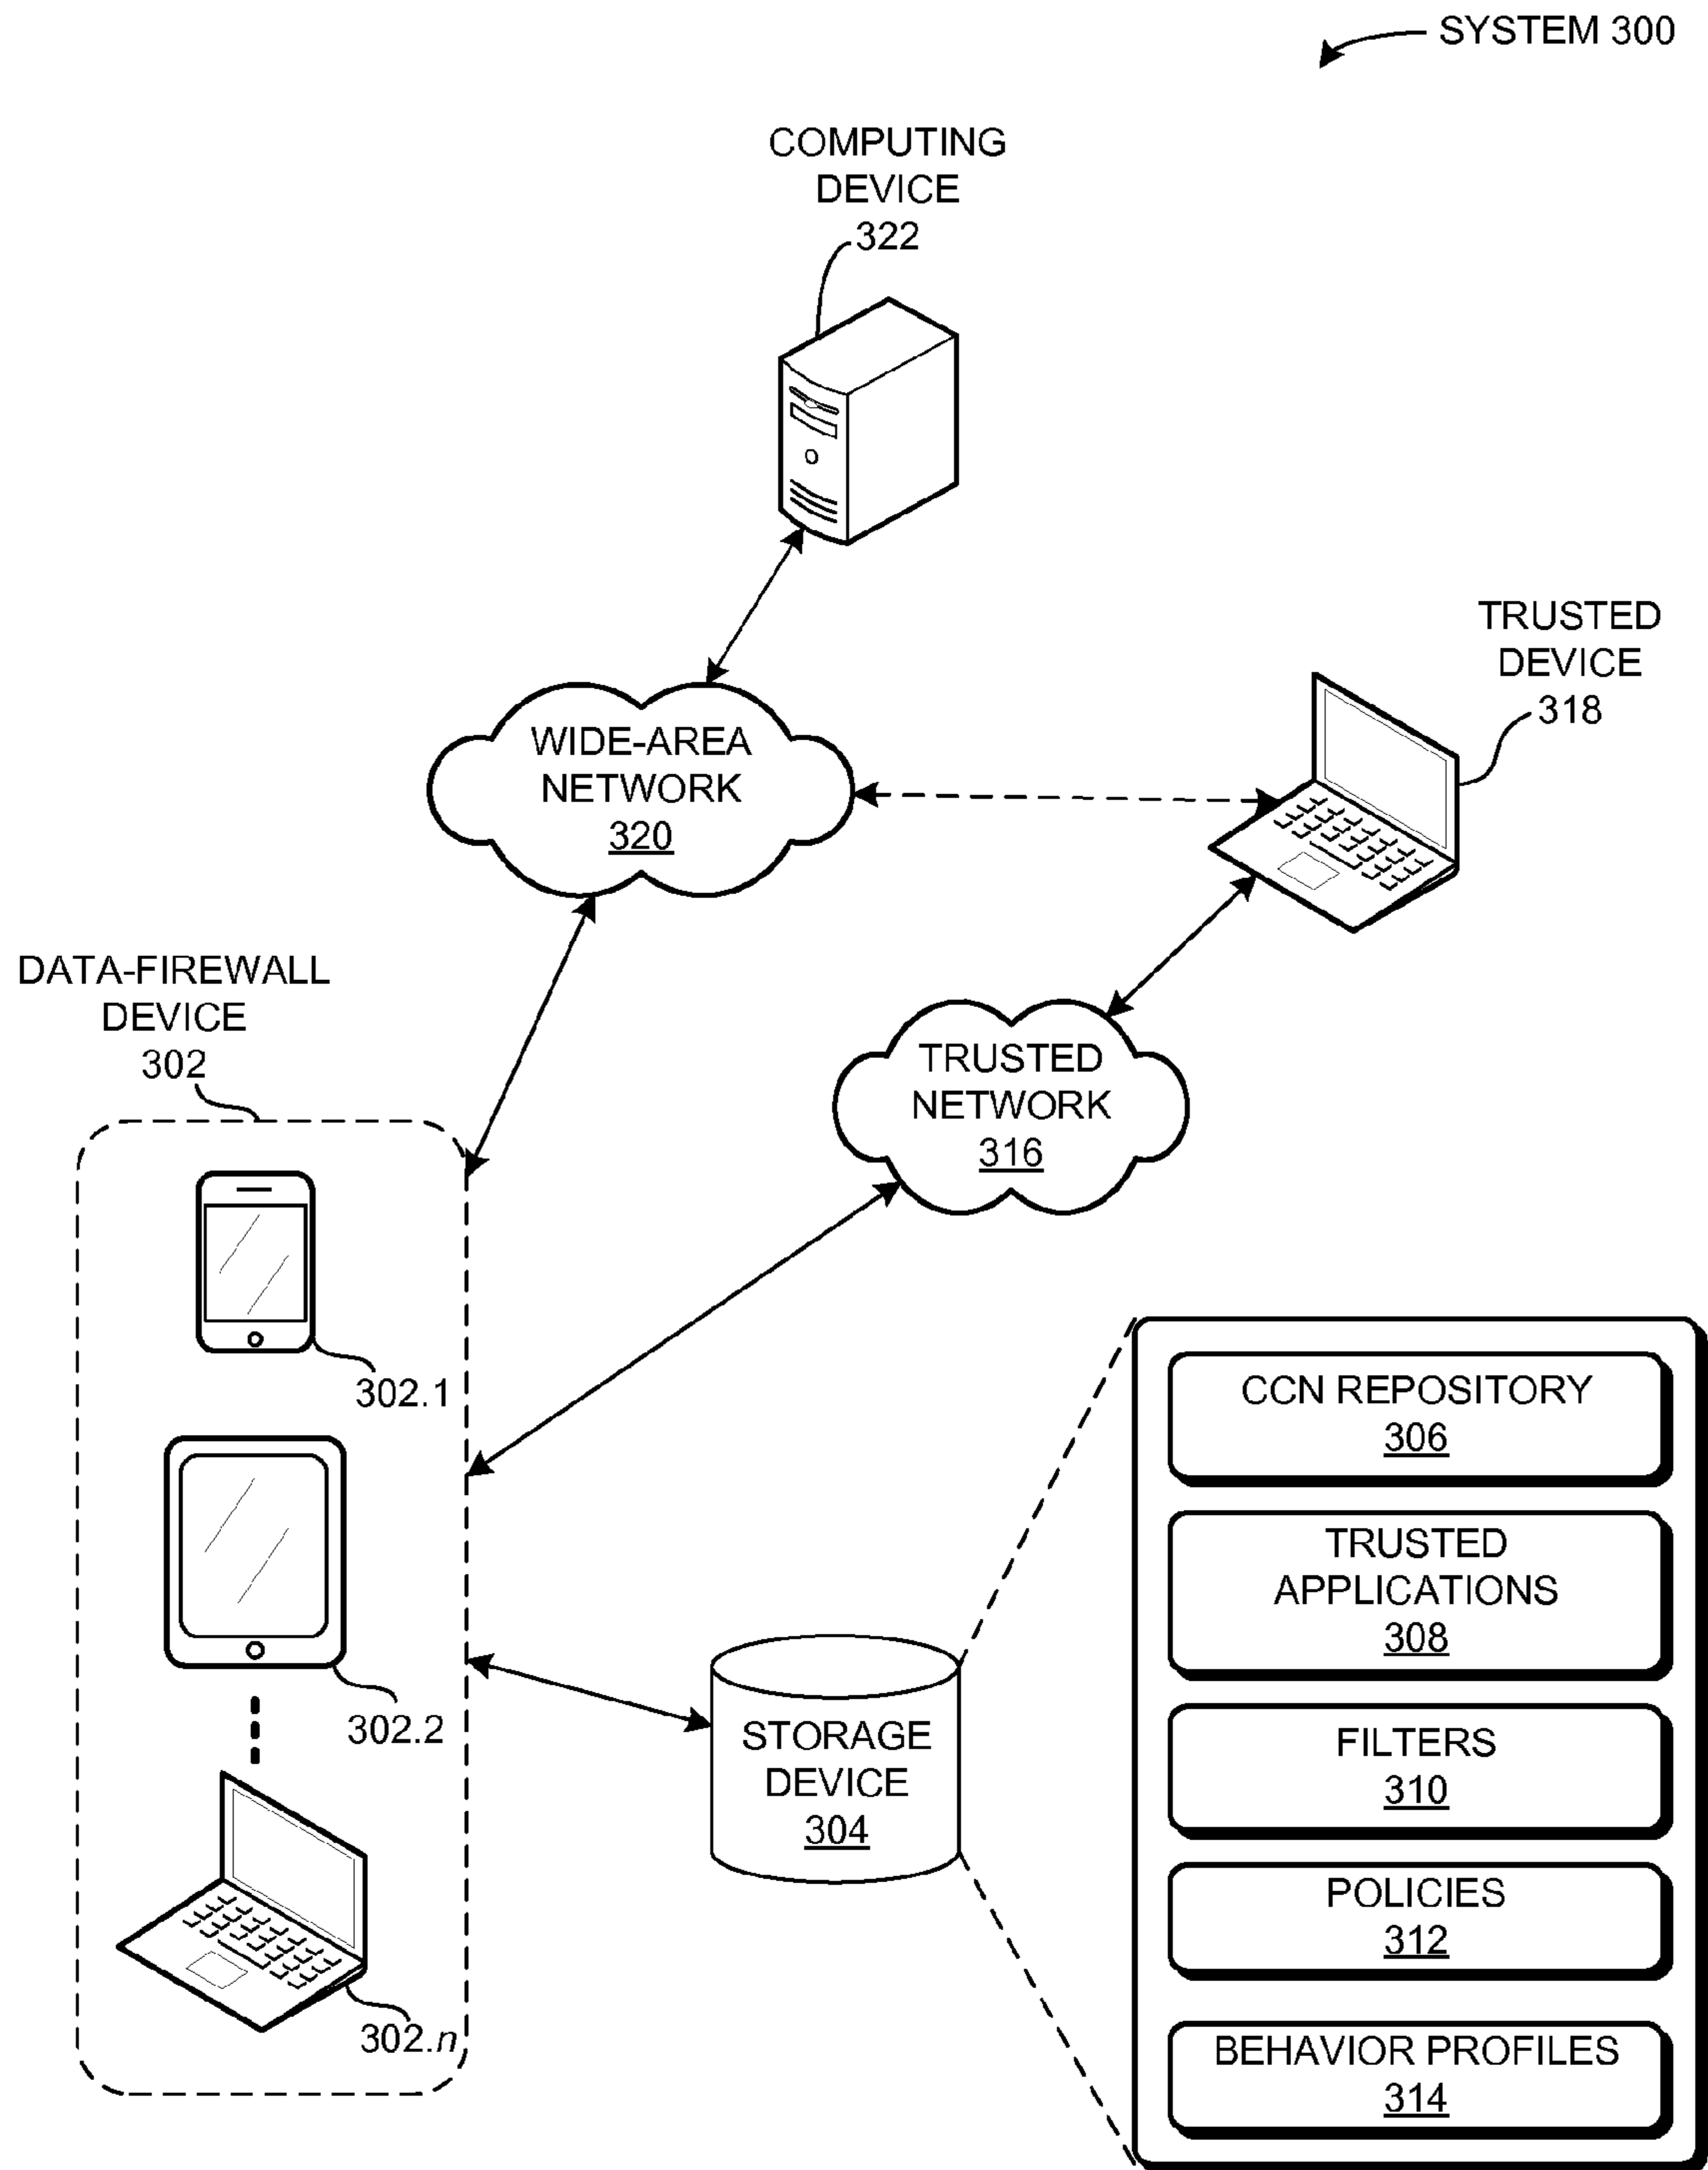 SYSTEM 300
COMPUTING
DEVICE
322
TRUSTED
DEVICE
318
WIDE-AREA
NETWORK
320
DATA-FIREWALL
DEVICE
302
TRUSTED
NETWORK
316
302.1
302.2
302.n
STORAGE
DEVICE
304
CCN REPOSITORY
306
TRUSTED
APPLICATIONS
308
FILTERS
310
POLICIES
312
BEHAVIOR PROFILES
314